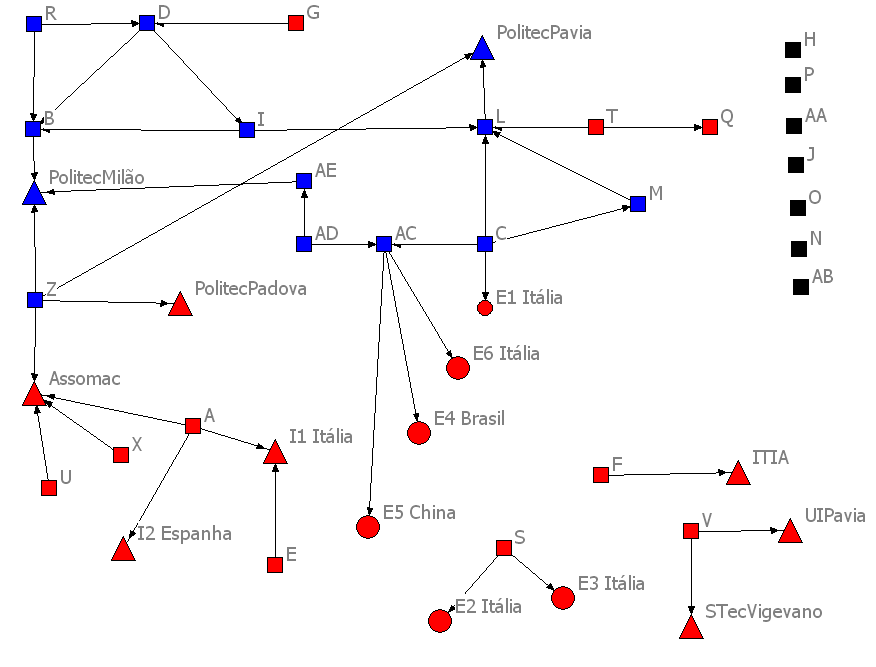 R
D
G
PolitecPavia
H
P
B
I
L
T
Q
AA
J
PolitecMilão
AE
M
O
AD
AC
C
N
AB
Z
PolitecPadova
E1 Itália
E6 Itália
Assomac
A
I1 Itália
E4 Brasil
X
U
F
ITIA
I2 Espanha
E5 China
E
S
V
UIPavia
E2 Itália
E3 Itália
STecVigevano